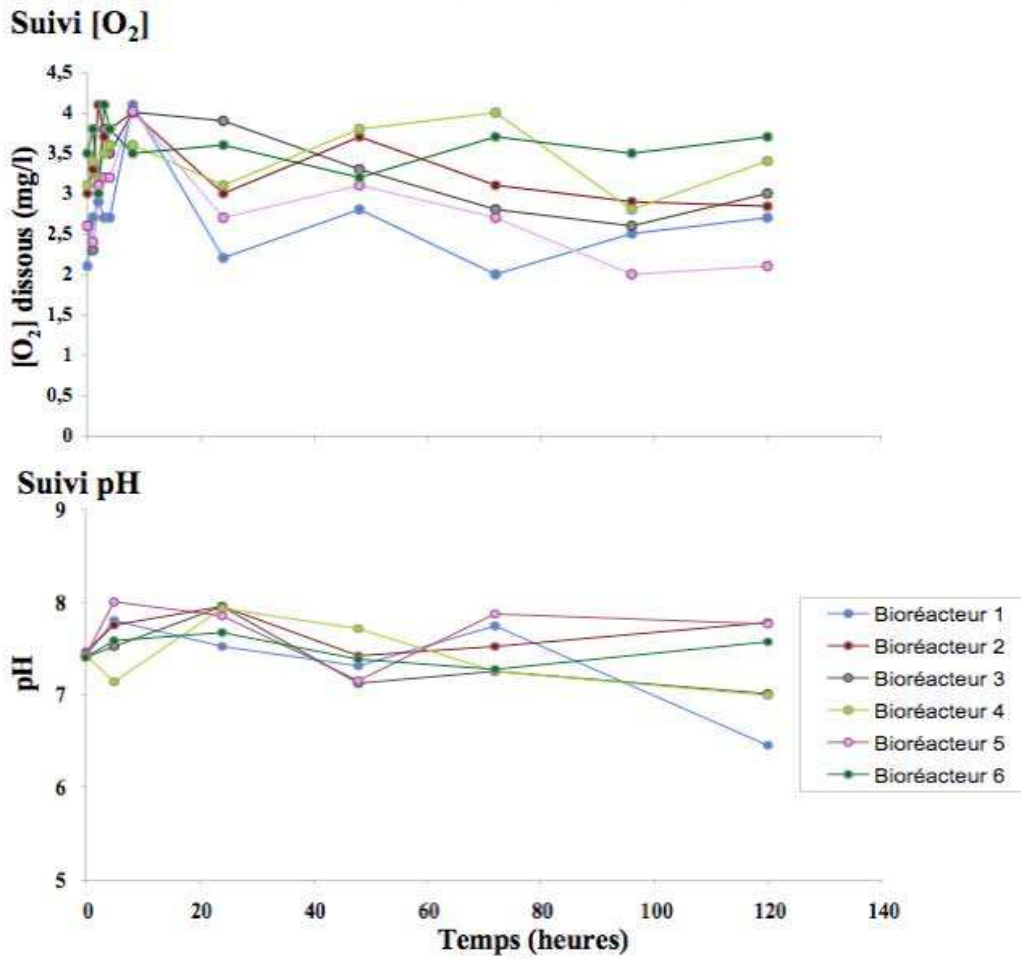 Suivi [O₂]
[O₂] dissous (mg/l)
4,5
4
3,5
3
2,5
2
1,5
1
0,5
0
Suivi pH
pH
9
8
7
6
5
0 20 40 60 80 100 120 140
Temps (heures)
Bioréacteur 1
Bioréacteur 2
Bioréacteur 3
Bioréacteur 4
Bioréacteur 5
Bioréacteur 6